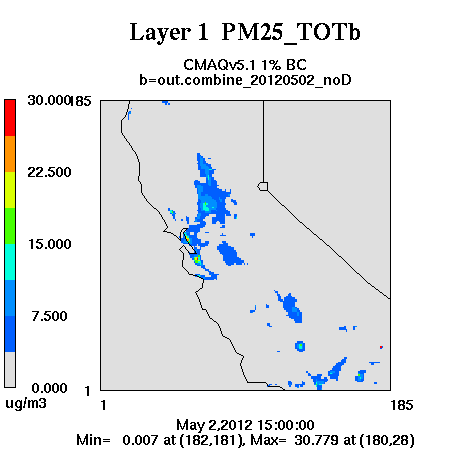 Layer 1 PM25_TOTb
CMAQv5.1 1% BC
b=out.combine_20120502_noD
30.000
185
22.500
15.000
7.500
0.000
1
ug/m3
1
185
May 2,2012 15:00:00
Min= 0.007 at (182,181), Max= 30.779 at (180,28)